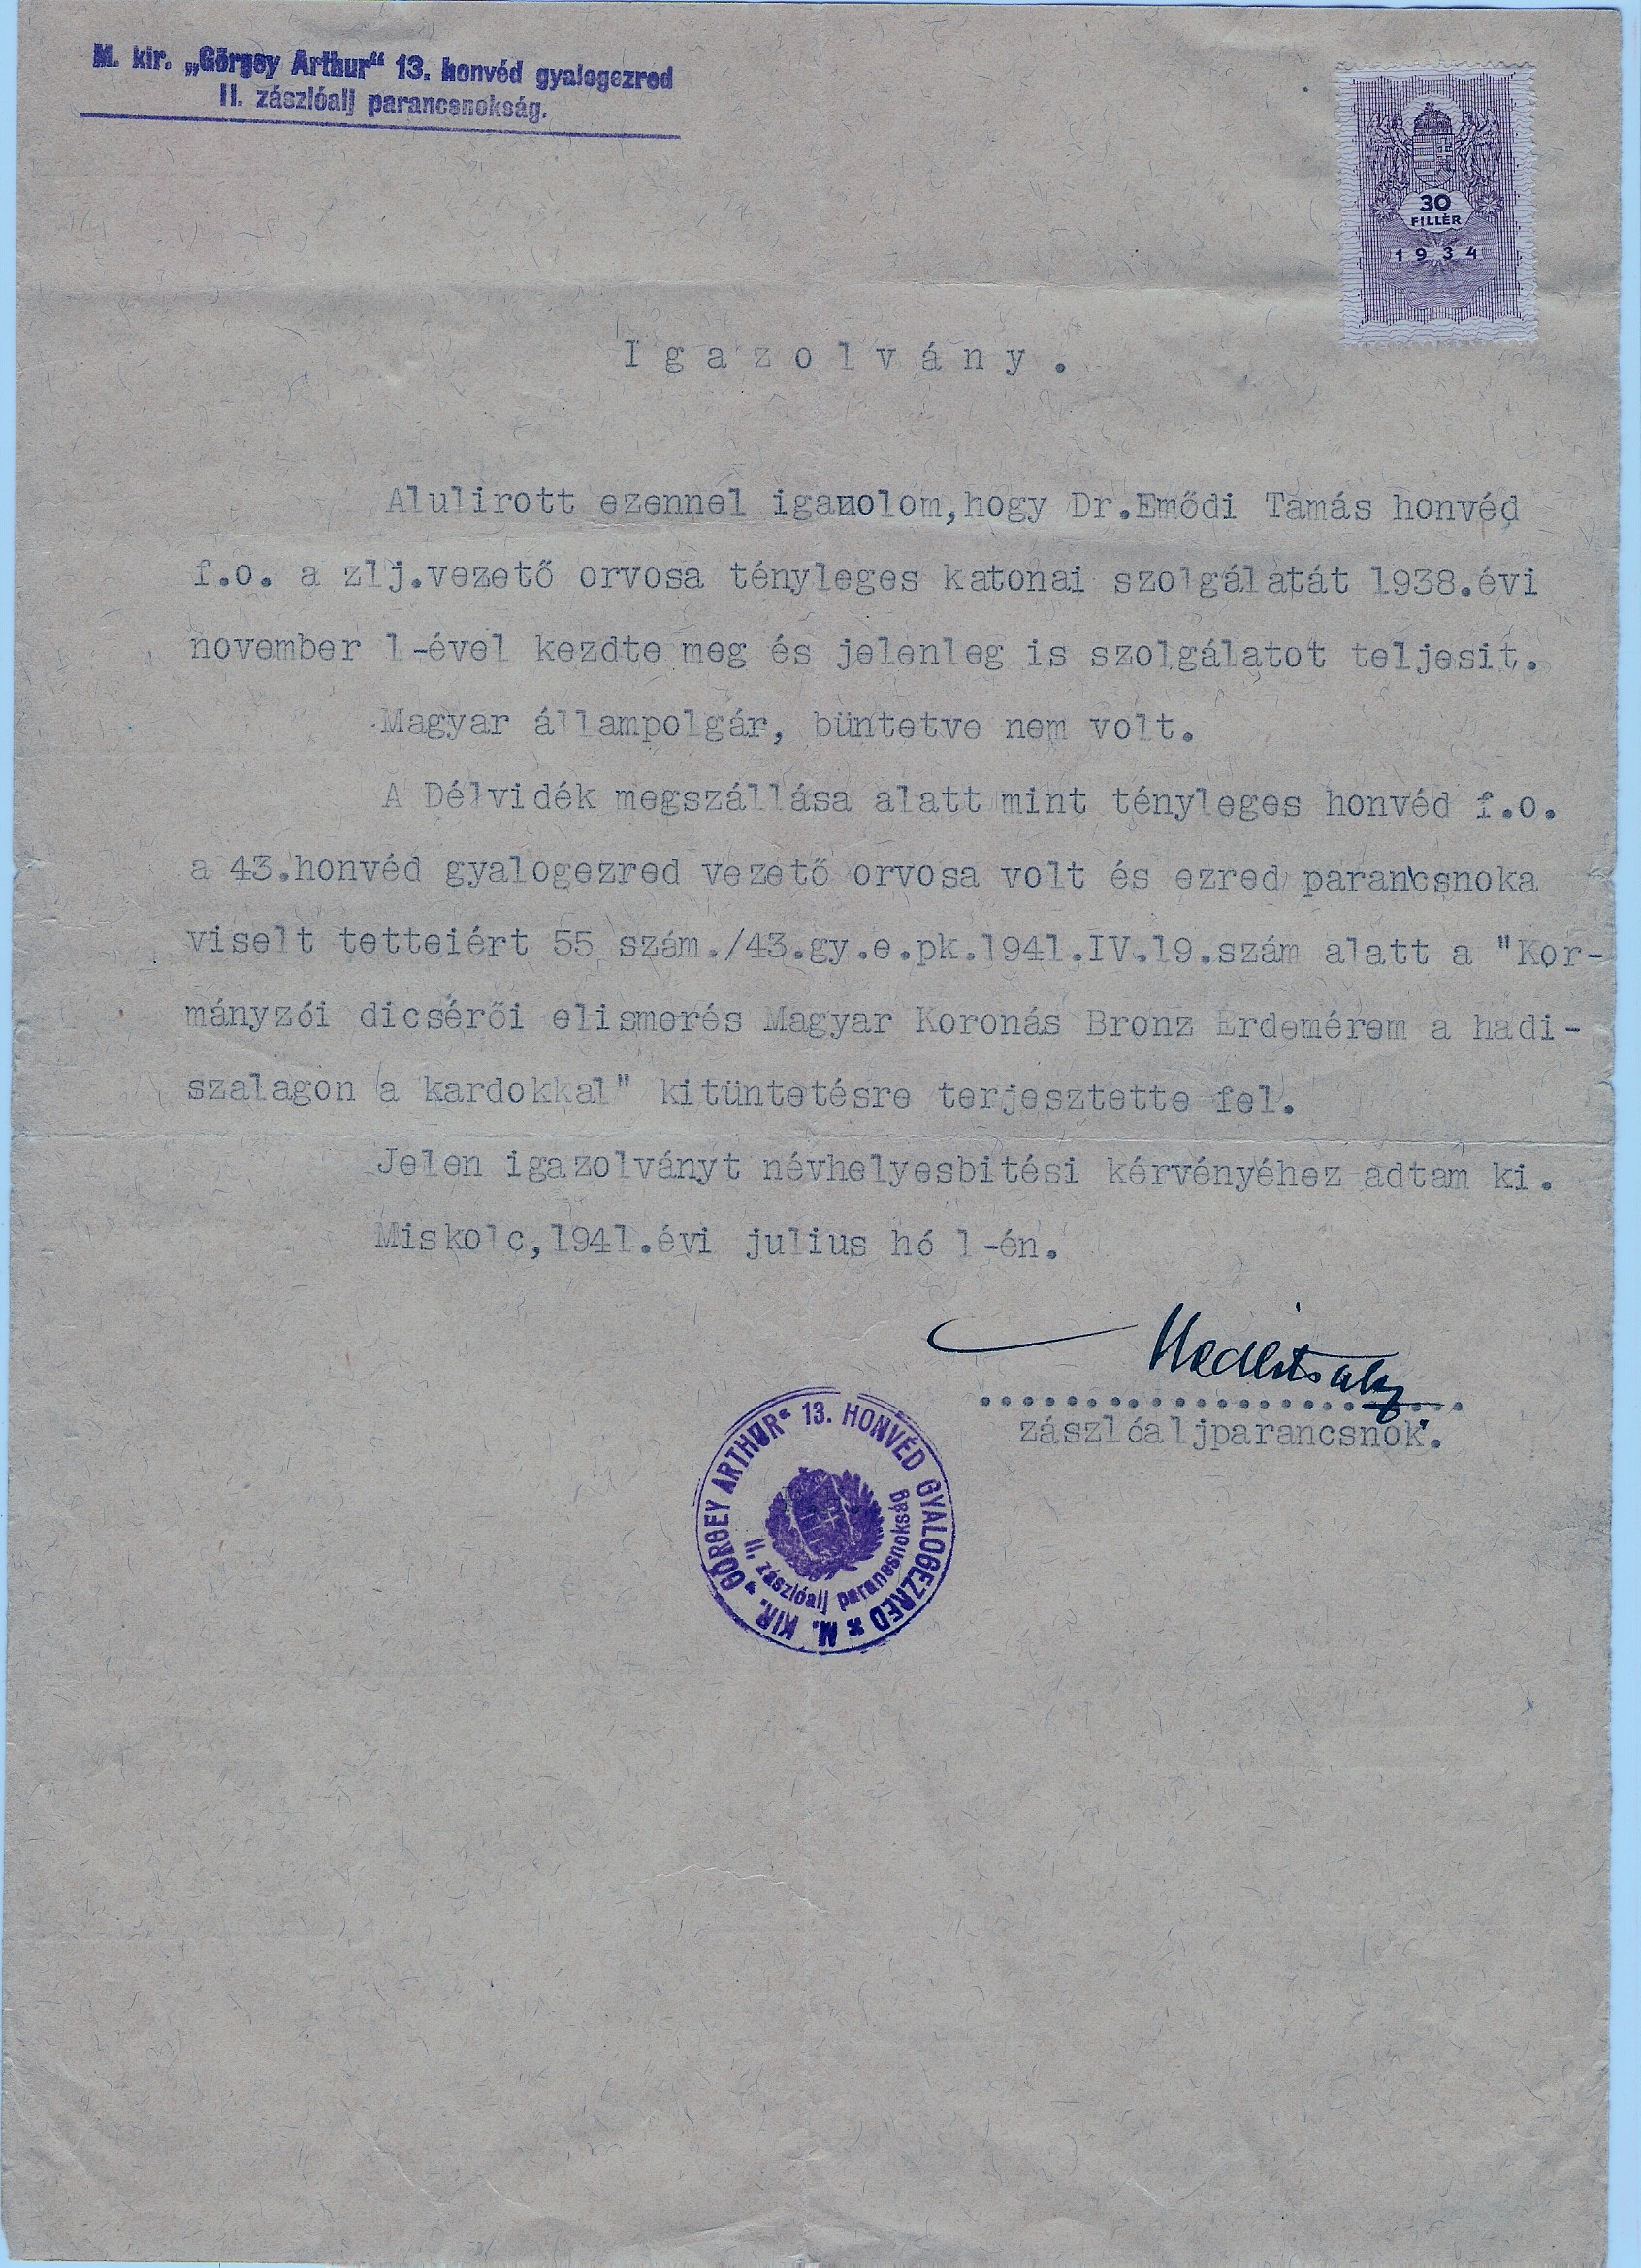 M. kir. „Görgey Arthur“ 13. honvéd gyalogezred
II. zászlóalj parancsnokság.
30
FILLÉR
1934
Igazolvány.
Alulirott ezennel igazolom,hogy Dr.Emődi Tamás honvéd
f.o. a zlj.vezető orvosa tényleges katonai szolgálatát 1938.évi
november 1-ével kezdte meg és jelenleg is szolgálatot teljesit.
Magyar állampolgár, büntetve nem volt.
A Délvidék megszállása alatt mint tényleges honvéd f.o.
a 43.honvéd gyalogezred vezető orvosa volt és ezred parancsnoka
viselt tetteiért 55 szám./43.gy.e.pk.1941.IV.19.szám alatt a "Kor-
mányzói dicsérői elismerés Magyar Koronás Bronz Érdemérem a hadi-
szalagon a kardokkal" kitüntetésre terjesztette fel.
Jelen igazolványt névhelyesbitési kérvényéhez adtam ki.
Miskolc,1941.évi julius hó 1-én.
zászlóaljparancsnok.
M. KIR. „GÖRGEY ARTHUR“ 13. HONVÉD GYALOGEZRED
II. zászlóalj parancsnokság